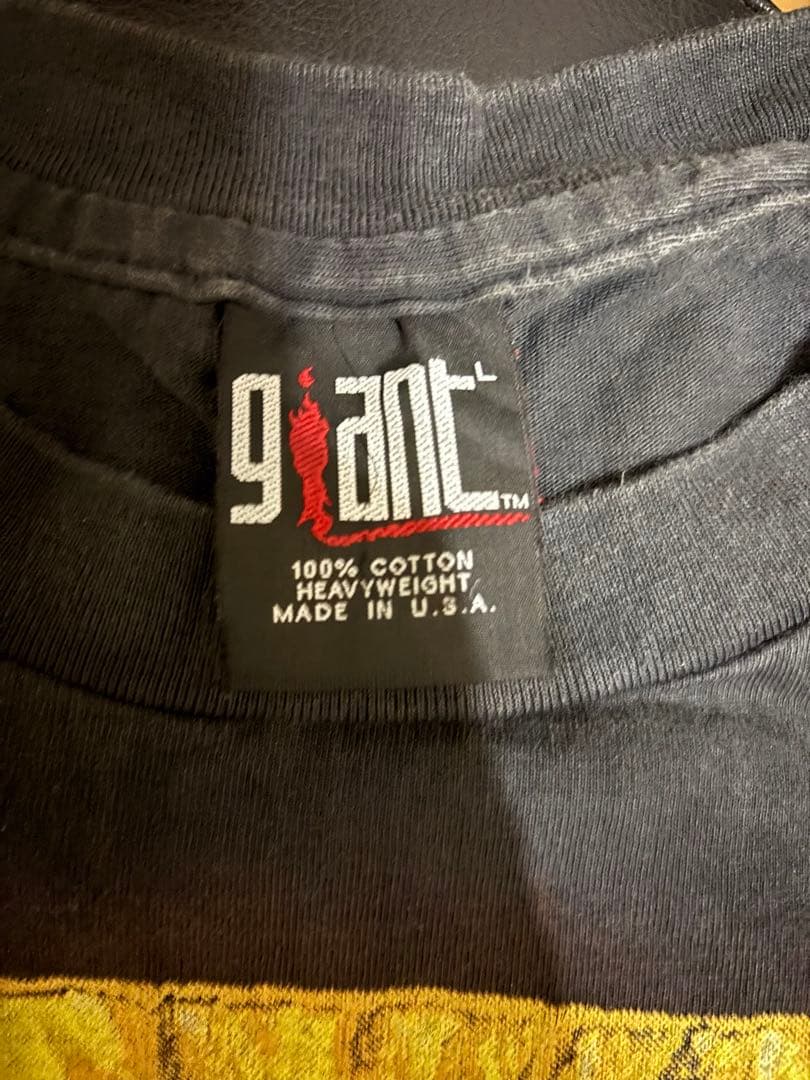 giant L
TM
100% COTTON
HEAVYWEIGHT
MADE IN U.S.A.